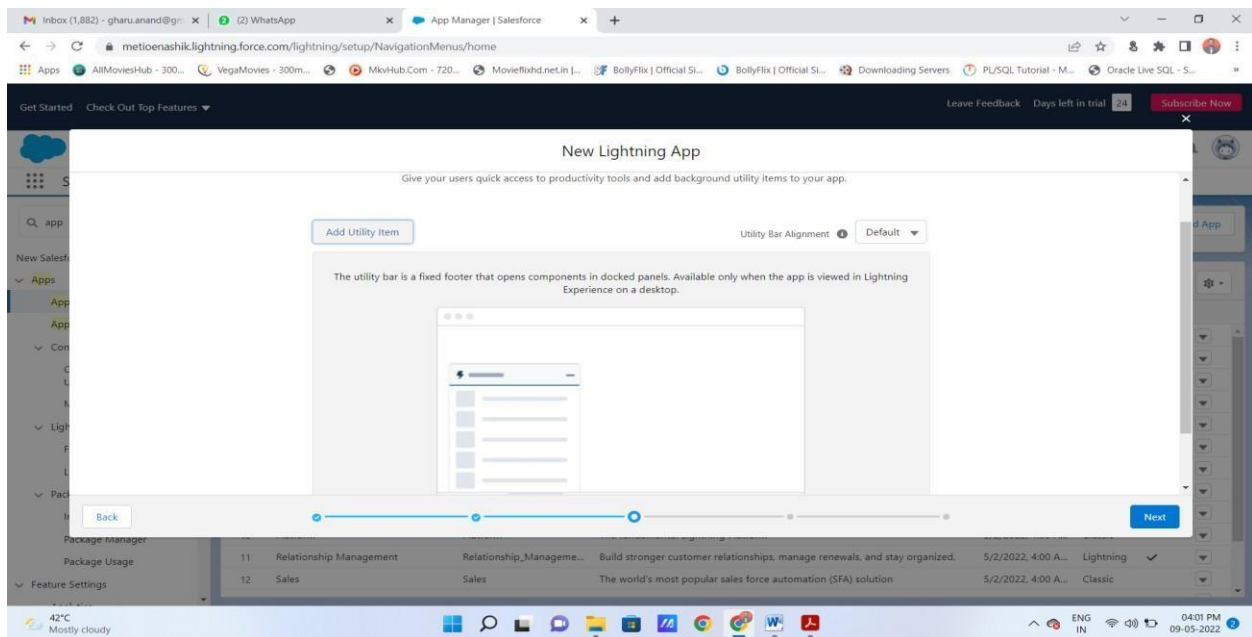 Inbox (1,882) - gharu.anand@gm
(2) WhatsApp
App Manager | Salesforce
metioenashik.lightning.force.com/lightning/setup/NavigationMenus/home
Apps AllMoviesHub - 300... VegaMovies - 300m... MkvHub.Com - 720... Movieflixhd.net.in |... BollyFlix | Official Si... BollyFlix | Official Si... Downloading Servers PL/SQL Tutorial - M... Oracle Live SQL - S...
Get Started Check Out Top Features Leave Feedback Days left in trial 24 Subscribe Now
New Lightning App
Give your users quick access to productivity tools and add background utility items to your app.
app
Add Utility Item Utility Bar Alignment Default
d App
New Salesf
The utility bar is a fixed footer that opens components in docked panels. Available only when the app is viewed in Lightning
Experience on a desktop.
Apps
App
App
Con
Ligh
Pack
Back Next
Package Manager
11 Relationship Management Relationship_Manageme... Build stronger customer relationships, manage renewals, and stay organized. 5/2/2022, 4:00 A... Lightning
Package Usage
12 Sales Sales The world's most popular sales force automation (SFA) solution 5/2/2022, 4:00 A... Classic
Feature Settings
42°C
Mostly cloudy
ENG
IN
04:01 PM
09-05-2022
2